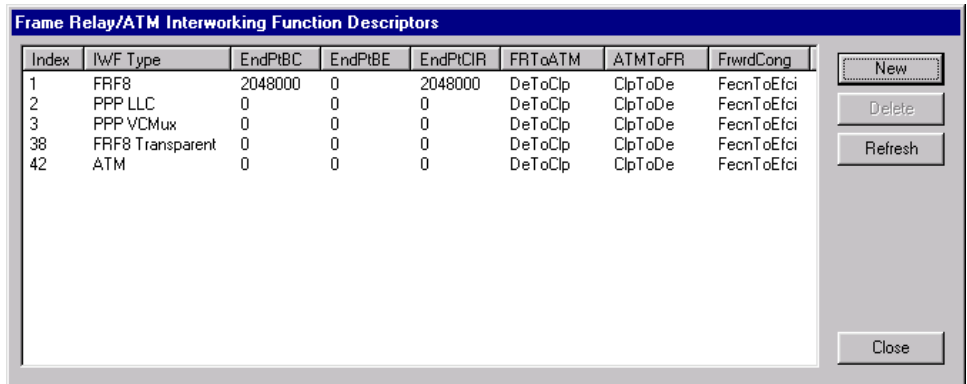 Frame Relay/ATM Interworking Function Descriptors
Index IWF Type EndPtBC EndPtBE EndPtCIR FRToATM ATMToFR FrwrdCong
1 FRF8 2048000 0 2048000 DeToClp ClpToDe FecnToEfci
2 PPP LLC 0 0 0 DeToClp ClpToDe FecnToEfci
3 PPP VCMux 0 0 0 DeToClp ClpToDe FecnToEfci
38 FRF8 Transparent 0 0 0 DeToClp ClpToDe FecnToEfci
42 ATM 0 0 0 DeToClp ClpToDe FecnToEfci
New
Delete
Refresh
Close